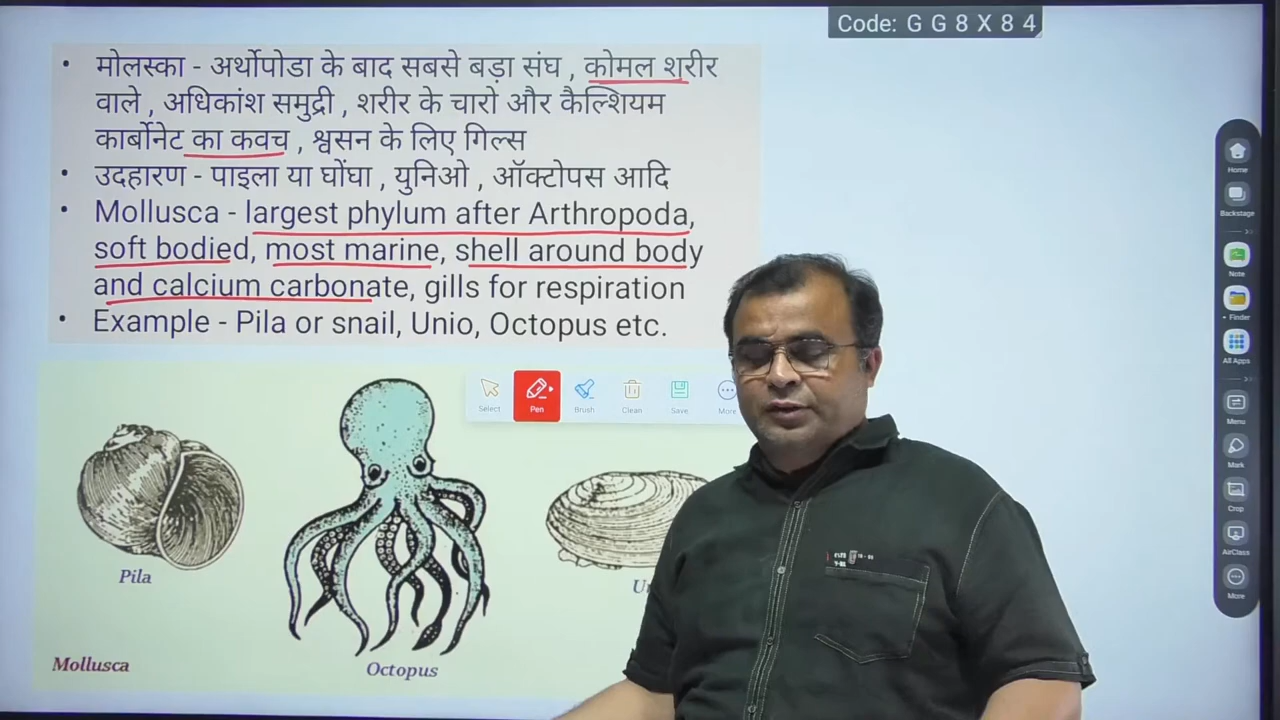 Code: G G 8 X 8 4
• मोलस्का - अर्थोपोडा के बाद सबसे बड़ा संघ , कोमल शरीर
वाले , अधिकांश समुद्री , शरीर के चारो और कैल्शियम
कार्बोनेट का कवच , श्वसन के लिए गिल्स
• उदहारण - पाइला या घोंघा , युनिओ , ऑक्टोपस आदि
• Mollusca - largest phylum after Arthropoda,
soft bodied, most marine, shell around body
and calcium carbonate, gills for respiration
• Example - Pila or snail, Unio, Octopus etc.
Select Pen Brush Clean Save More
Pila
Octopus
Mollusca
Home
Backstage
Note
Finder
All Apps
Menu
Mark
Crop
AirClass
More